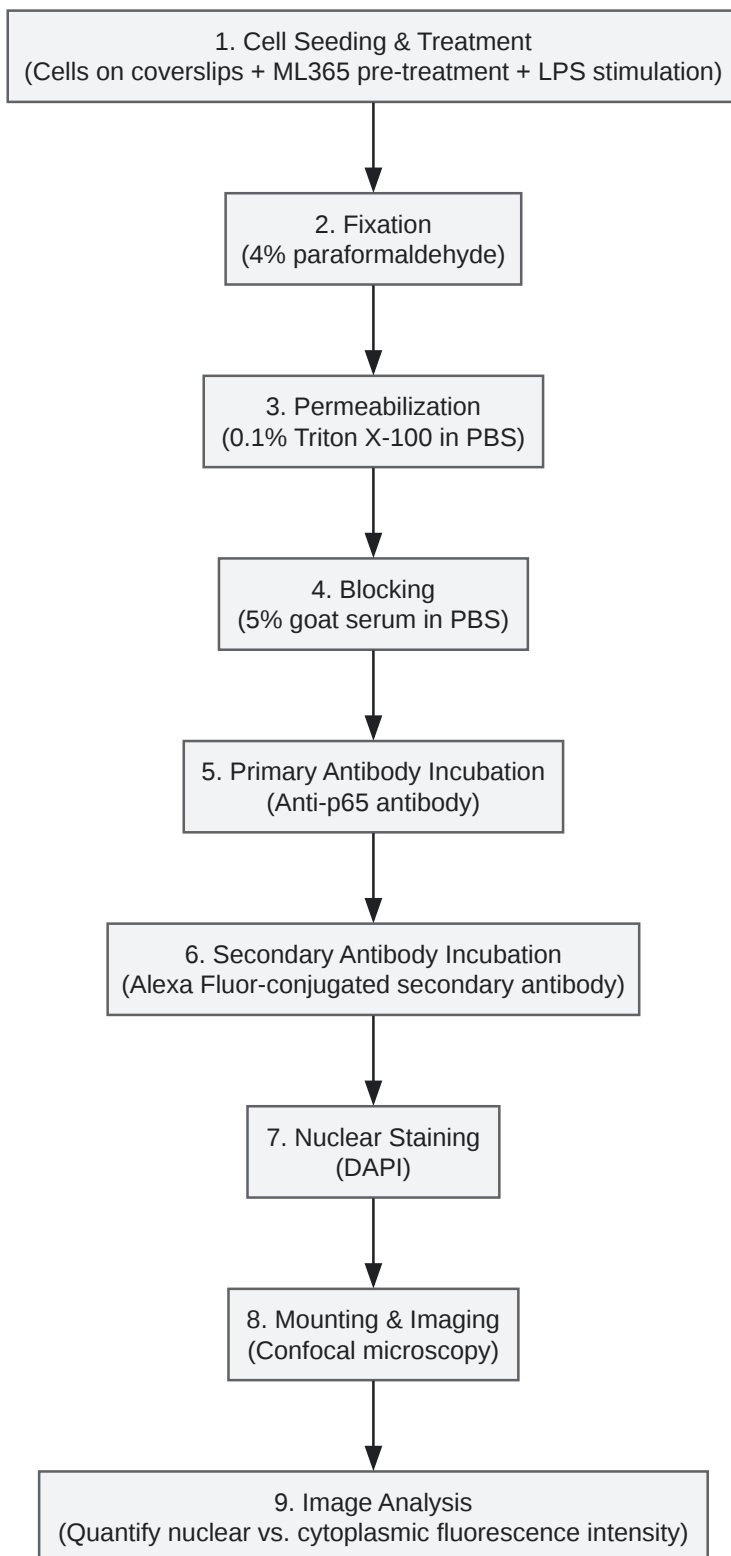 1. Cell Seeding & Treatment
(Cells on coverslips + ML365 pre-treatment + LPS stimulation)
2. Fixation
(4% paraformaldehyde)
3. Permeabilization
(0.1% Triton X-100 in PBS)
4. Blocking
(5% goat serum in PBS)
5. Primary Antibody Incubation
(Anti-p65 antibody)
6. Secondary Antibody Incubation
(Alexa Fluor-conjugated secondary antibody)
7. Nuclear Staining
(DAPI)
8. Mounting & Imaging
(Confocal microscopy)
9. Image Analysis
(Quantify nuclear vs. cytoplasmic fluorescence intensity)